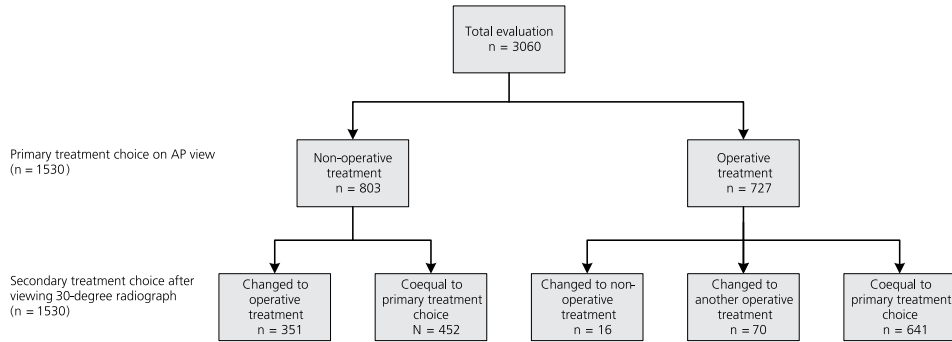 Total evaluation
n = 3060
Primary treatment choice on AP view
(n = 1530)
Non-operative
treatment
n = 803
Operative
treatment
n = 727
Secondary treatment choice after
viewing 30-degree radiograph
(n = 1530)
Changed to
operative
treatment
n = 351
Coequal to
primary treatment
choice
N = 452
Changed to non-
operative
treatment
n = 16
Changed to
another operative
treatment
n = 70
Coequal to
primary treatment
choice
n = 641